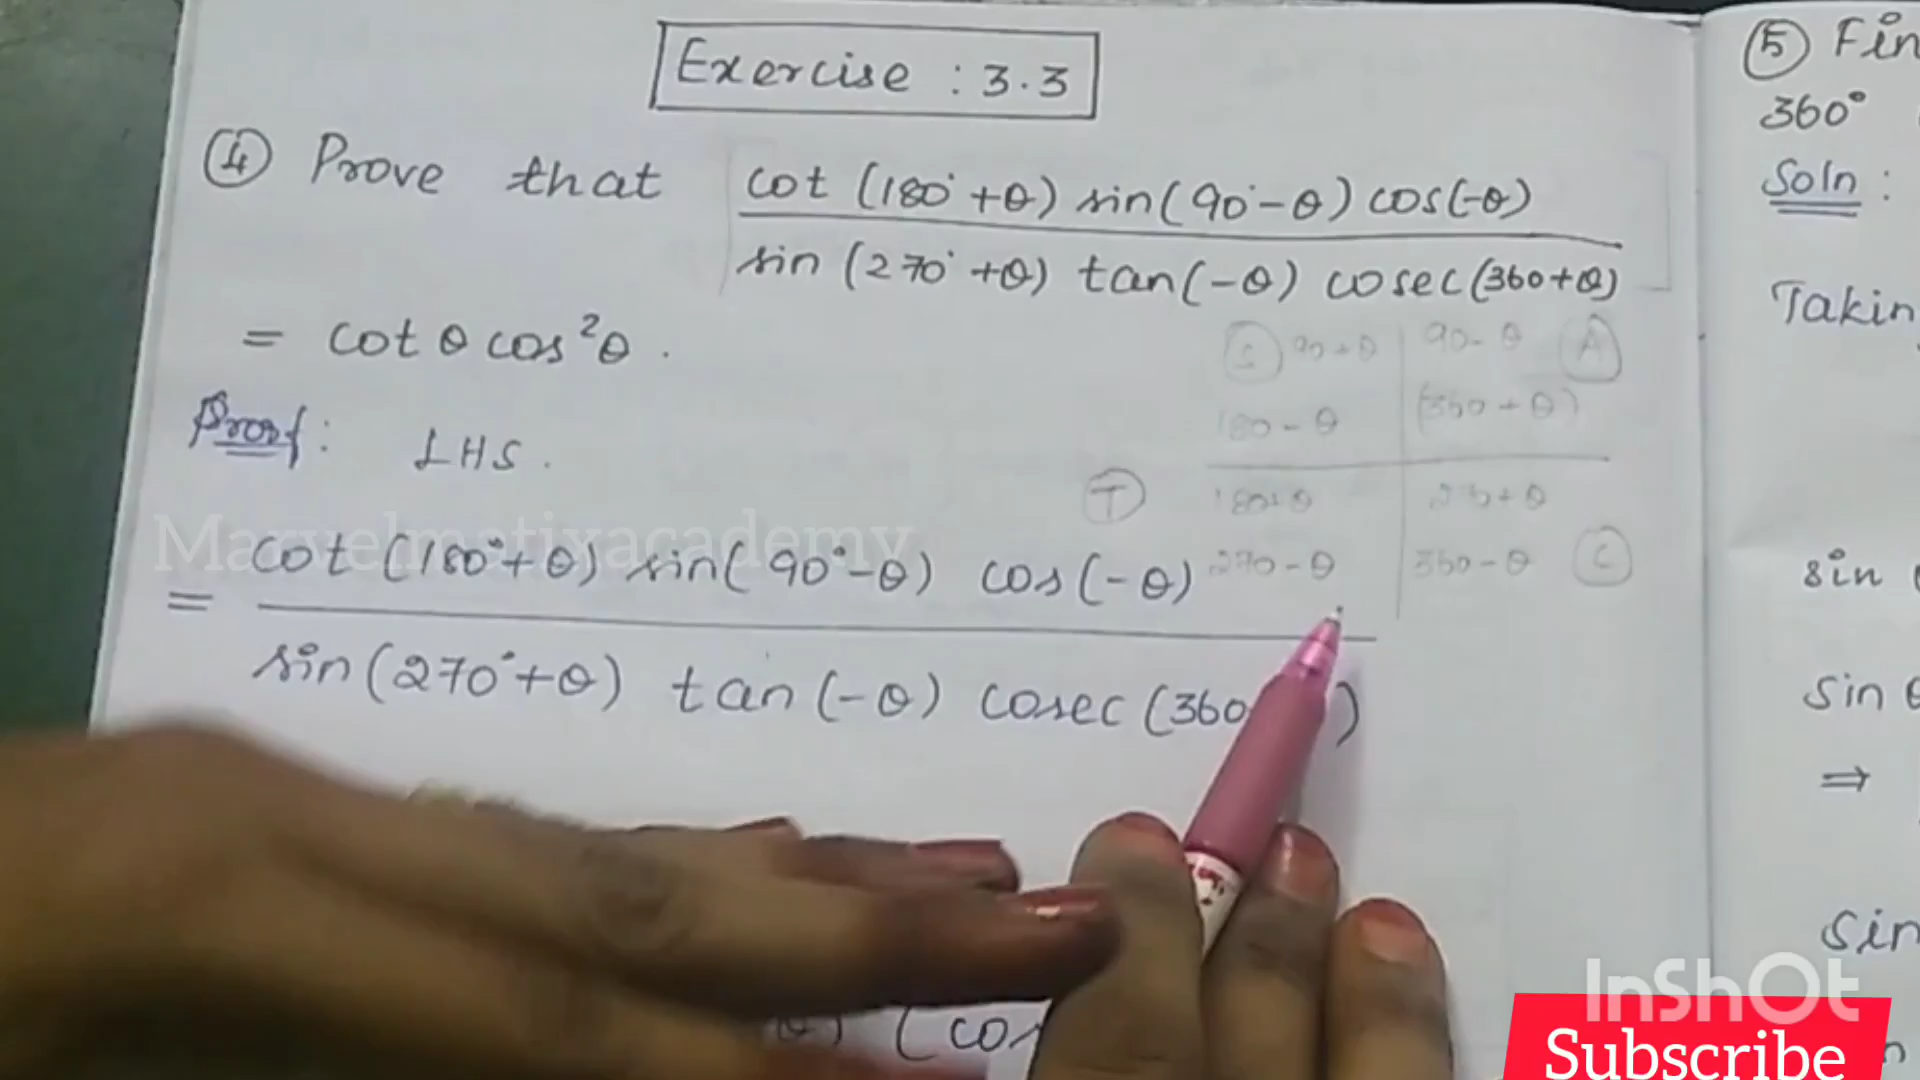 Exercise : 3.3
④ Prove that cot (180° +θ) sin(90°-θ) cos(-θ)
sin (270° +θ) tan(-θ) cosec(360+θ)
= cot θ cos²θ .
Proof : LHS .
S 90+θ 90-θ A
180-θ (360+θ)
T 180+θ 270+θ
270-θ 360-θ C
Marvelmatixacademy
= cot (180°+θ) sin(90°-θ) cos(-θ)
sin(270°+θ) tan(-θ) cosec(360 )
θ) (cos
⑤ Fin
360°
Soln :
Takin
sin
sin θ
⇒
sin
InShOt
Subscribe